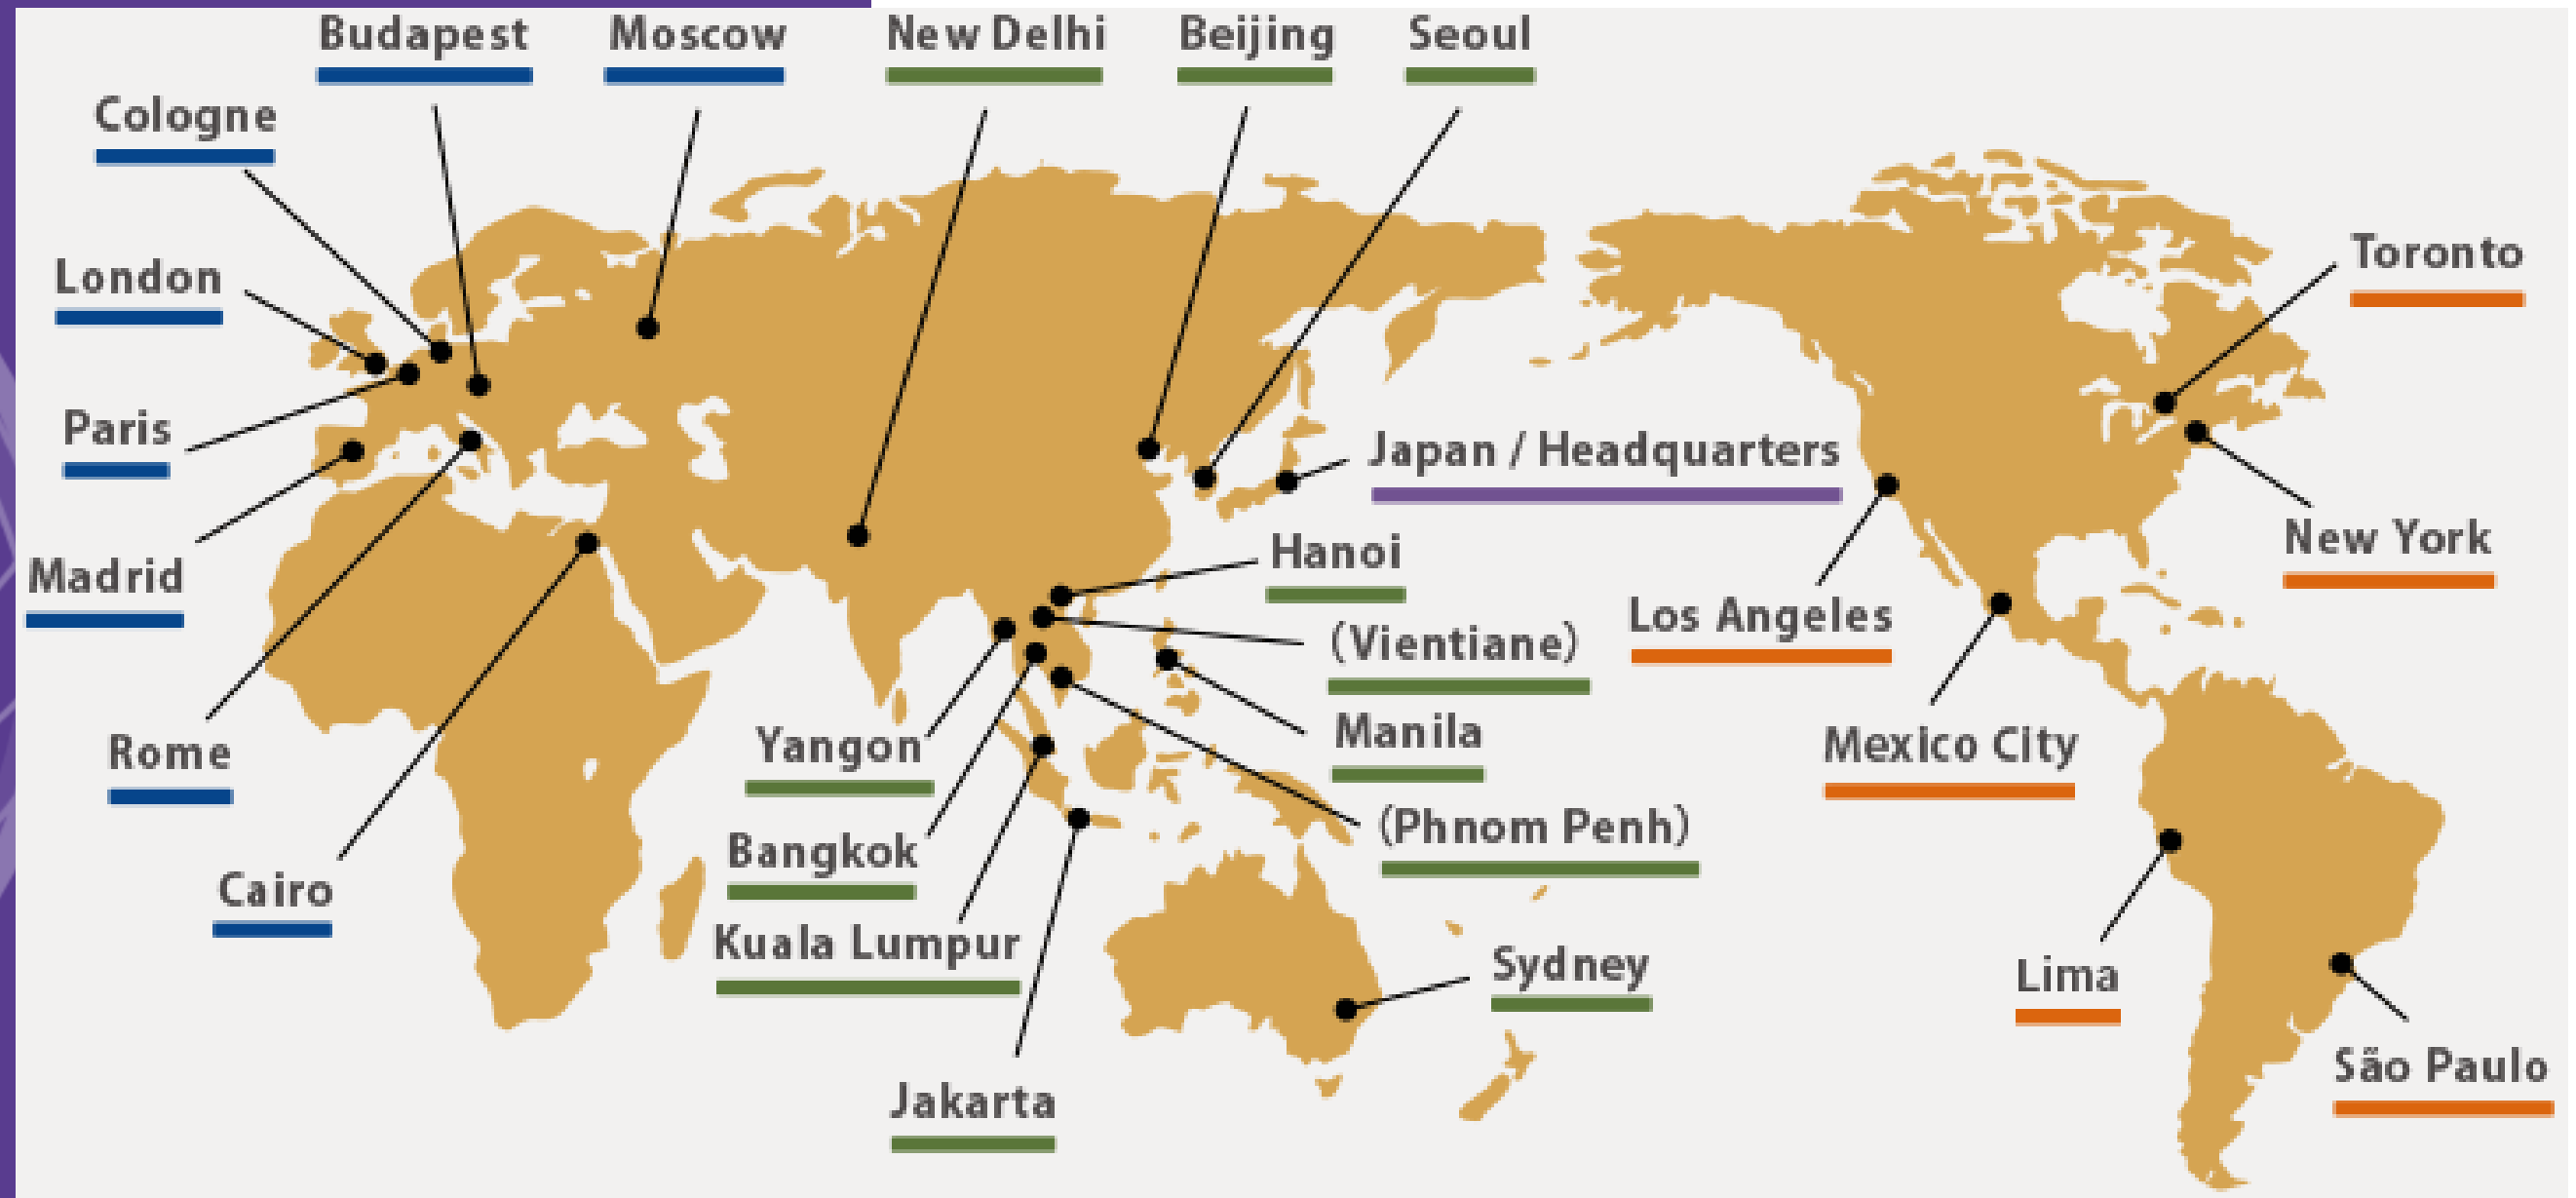 Budapest
Moscow
New Delhi
Beijing
Seoul
Cologne
London
Toronto
Paris
Japan / Headquarters
Madrid
Hanoi
New York
(Vientiane)
Los Angeles
Rome
Yangon
Manila
Mexico City
Bangkok
(Phnom Penh)
Cairo
Kuala Lumpur
Sydney
Lima
Jakarta
São Paulo